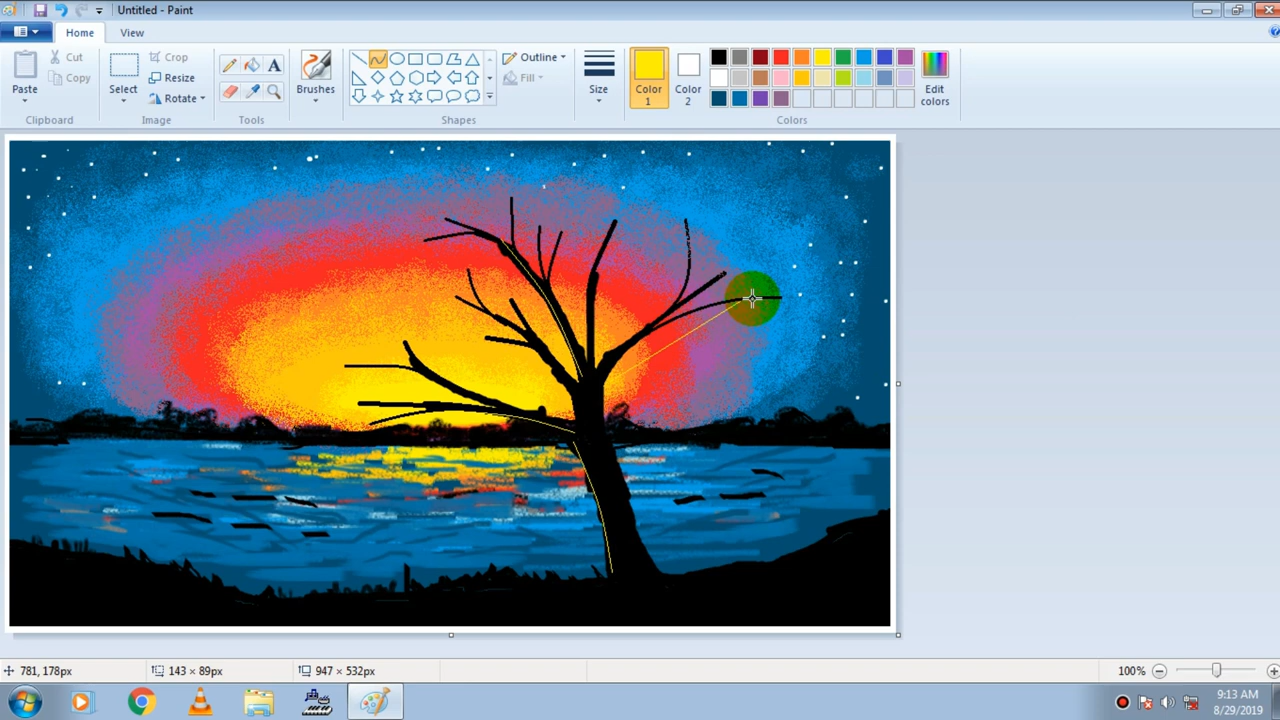 Untitled - Paint
Home
View
Paste
Cut
Copy
Clipboard
Select
Crop
Resize
Rotate
Image
A
Tools
Brushes
Outline
Fill
Shapes
Size
Color 1
Color 2
Edit colors
Colors
781, 178px
143 × 89px
947 × 532px
100%
9:13 AM
8/29/2019